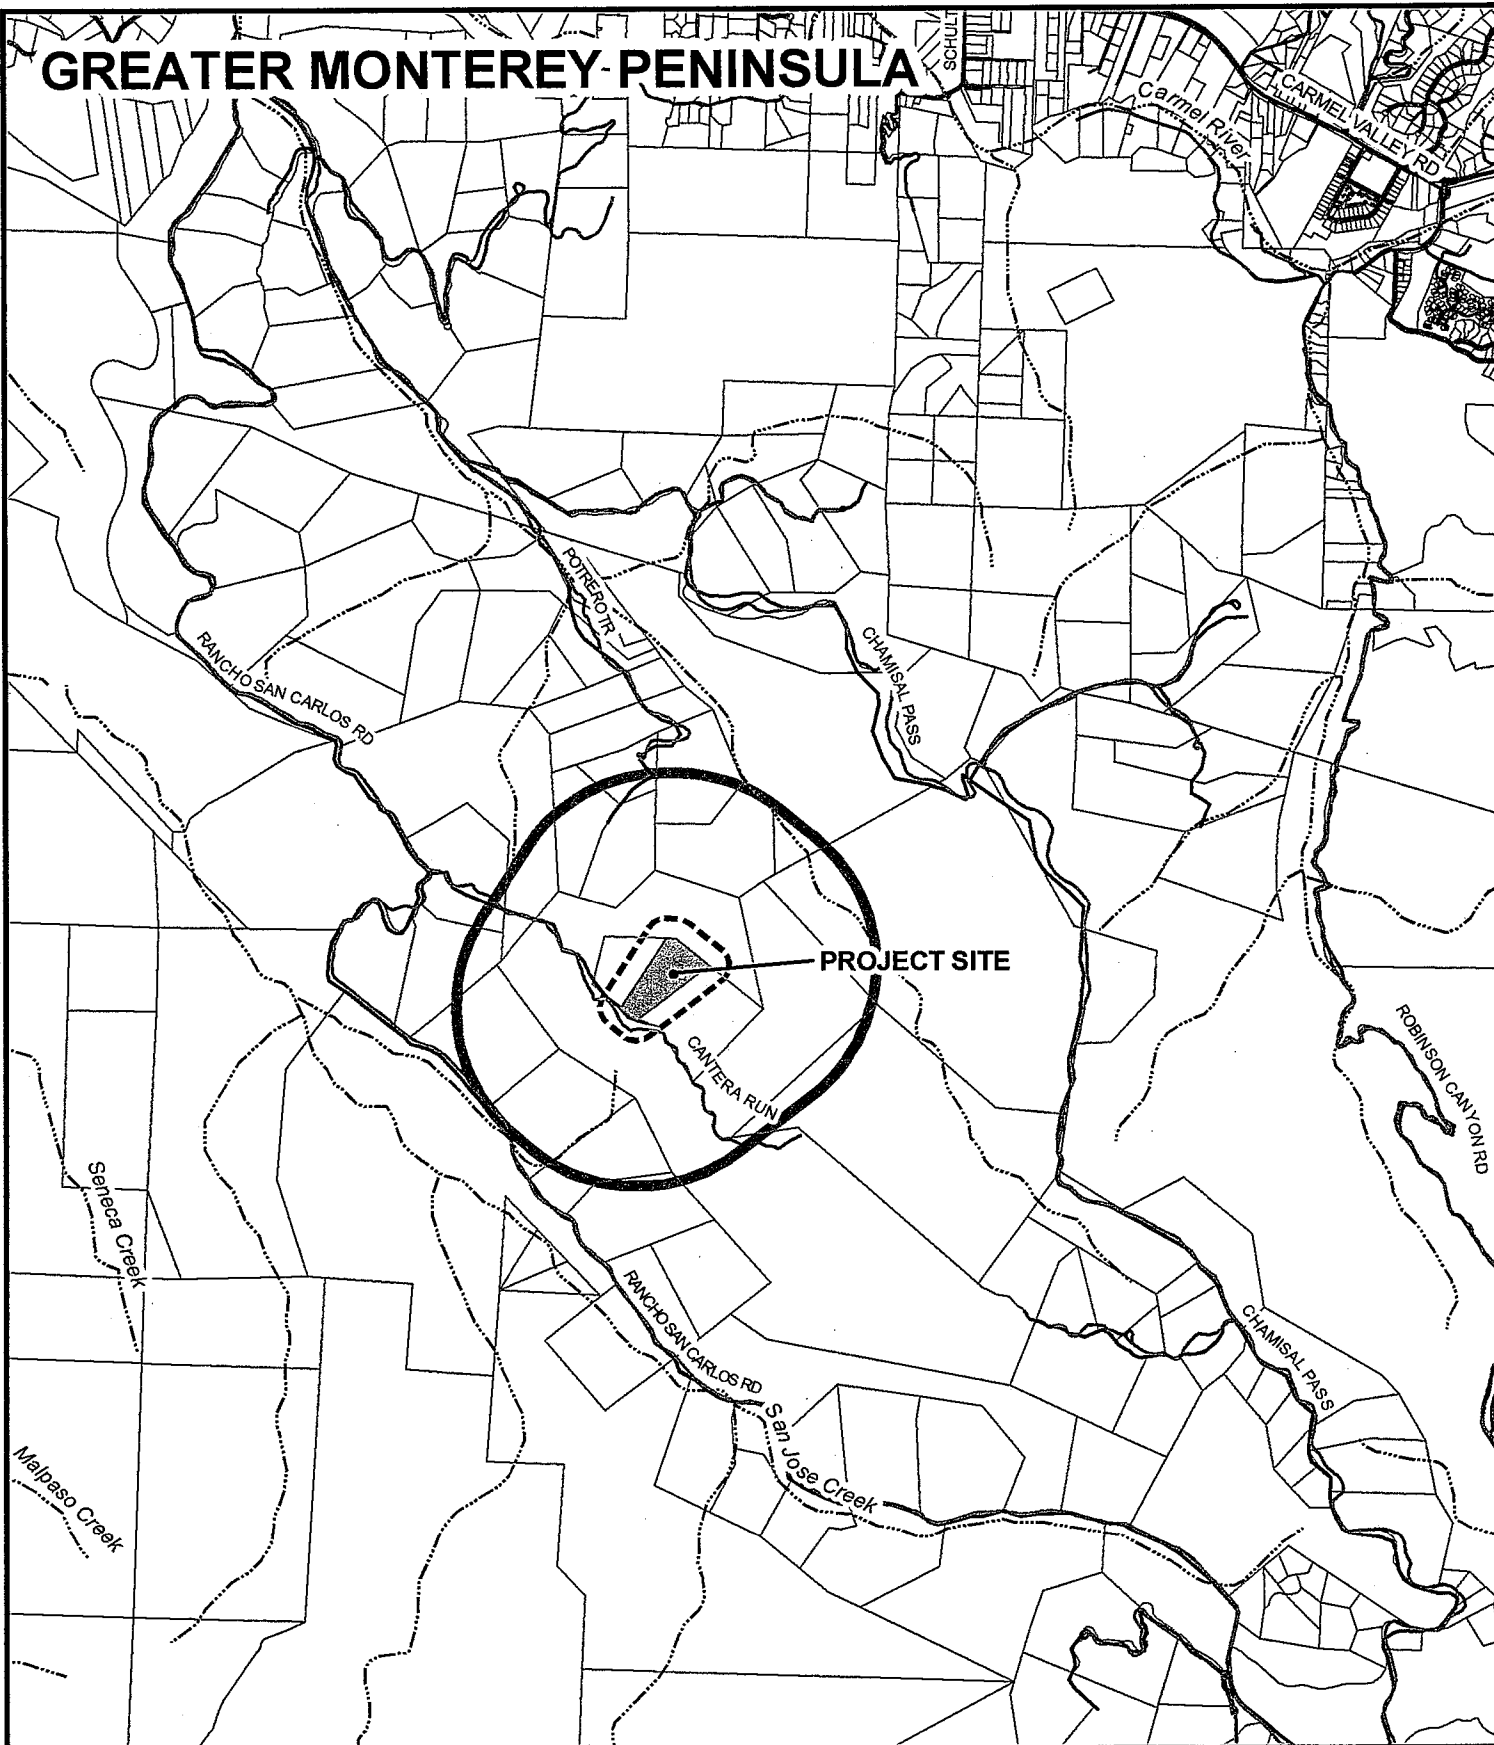 GREATER MONTEREY PENINSULA
SCHULT
Carmel River
CARMEL VALLEY RD
POTRERO TR
RANCHO SAN CARLOS RD
CHAMISAL PASS
PROJECT SITE
CANTERA RUN
ROBINSON CANYON RD
Seneca Creek
RANCHO SAN CARLOS RD
CHAMISAL PASS
San Jose Creek
Malpaso Creek